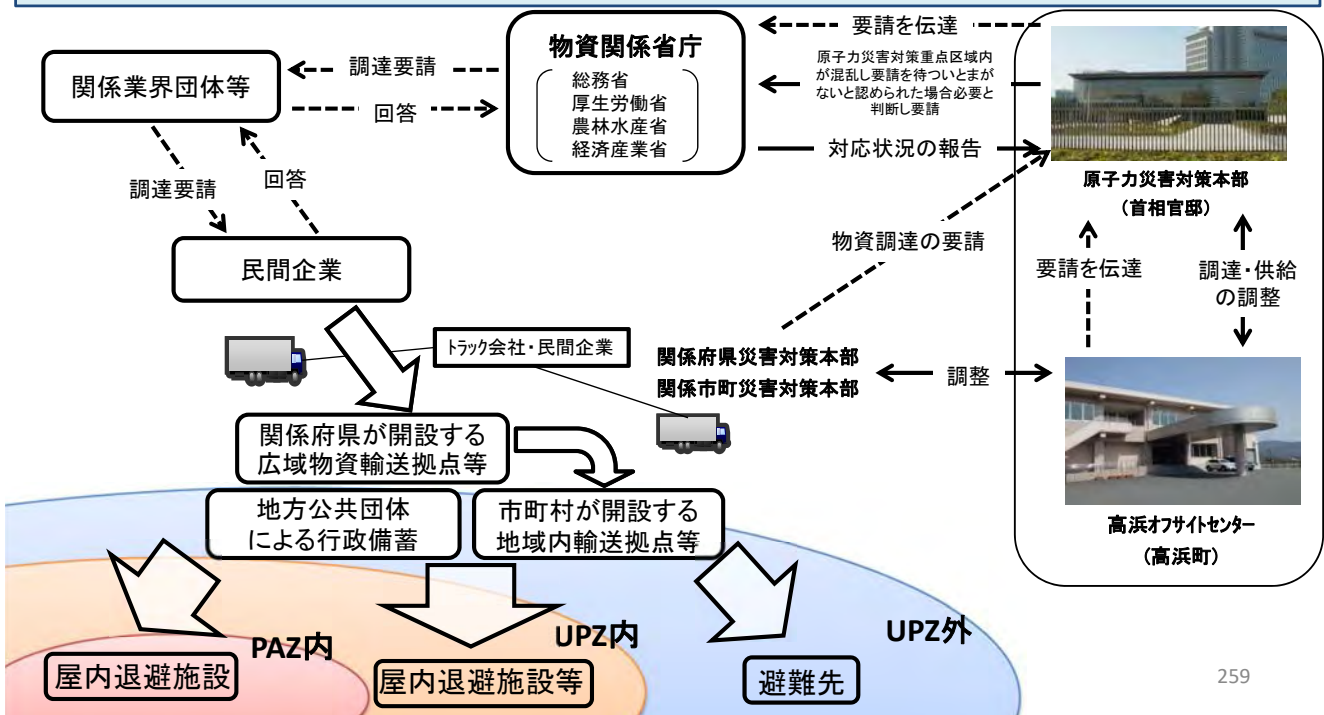 要請を伝達
物資関係省庁
総務省
厚生労働省
農林水産省
経済産業省
関係業界団体等
調達要請
回答
原子力災害対策重点区域内
が混乱し要請を待ついとまが
ないと認められた場合必要と
判断し要請
対応状況の報告
原子力災害対策本部
（首相官邸）
調達要請
回答
民間企業
物資調達の要請
要請を伝達
調達・供給
の調整
トラック会社・民間企業
関係府県災害対策本部
関係市町災害対策本部
調整
関係府県が開設する
広域物資輸送拠点等
地方公共団体
による行政備蓄
市町村が開設する
地域内輸送拠点等
高浜オフサイトセンター
（高浜町）
PAZ内
UPZ内
UPZ外
屋内退避施設
屋内退避施設等
避難先
259